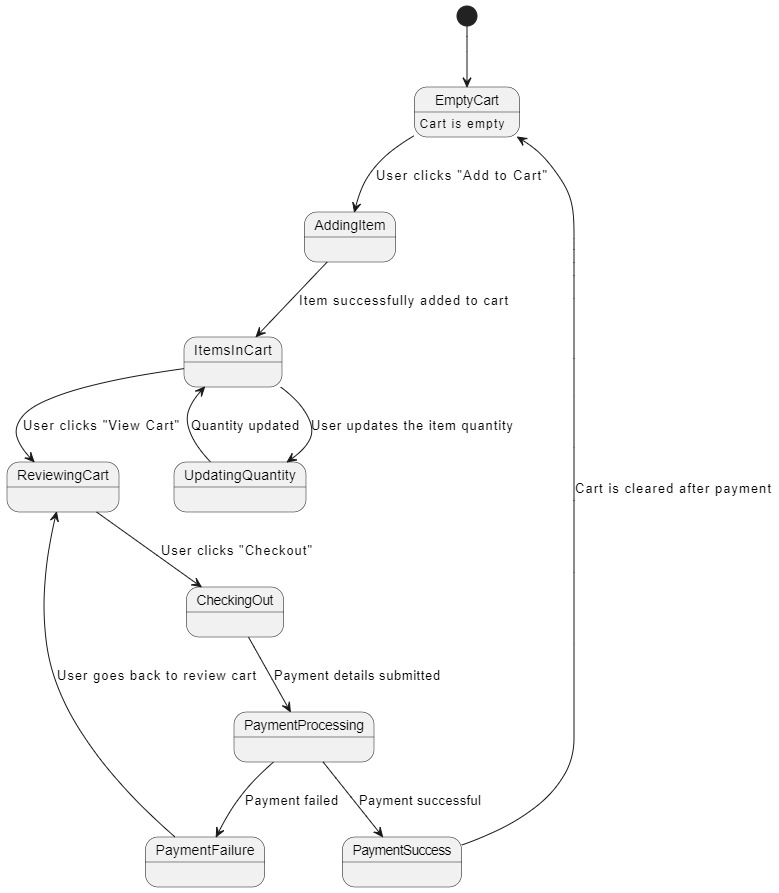 EmptyCart
Cart is empty
User clicks "Add to Cart"
AddingItem
Item successfully added to cart
ItemsInCart
User clicks "View Cart"
Quantity updated
User updates the item quantity
ReviewingCart
UpdatingQuantity
Cart is cleared after payment
User clicks "Checkout"
CheckingOut
User goes back to review cart
Payment details submitted
PaymentProcessing
Payment failed
Payment successful
PaymentFailure
PaymentSuccess